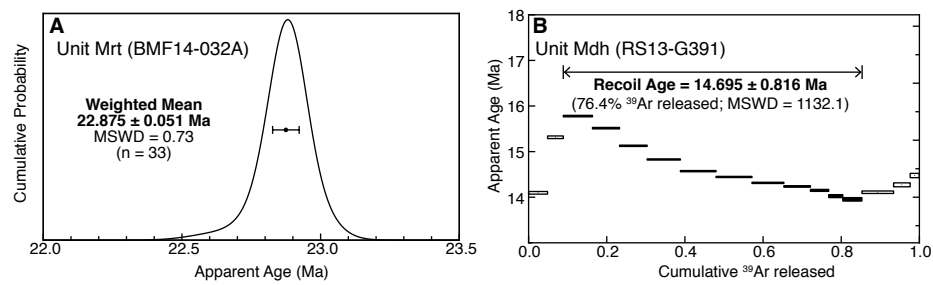 A
Unit Mrt (BMF14-032A)
Weighted Mean
22.875 ± 0.051 Ma
MSWD = 0.73
(n = 33)
Cumulative Probability
22.0 22.5 23.0 23.5
Apparent Age (Ma)
B
Unit Mdh (RS13-G391)
Recoil Age = 14.695 ± 0.816 Ma
(76.4% ³⁹Ar released; MSWD = 1132.1)
Apparent Age (Ma)
18
17
16
15
14
0.0 0.2 0.4 0.6 0.8 1.0
Cumulative ³⁹Ar released